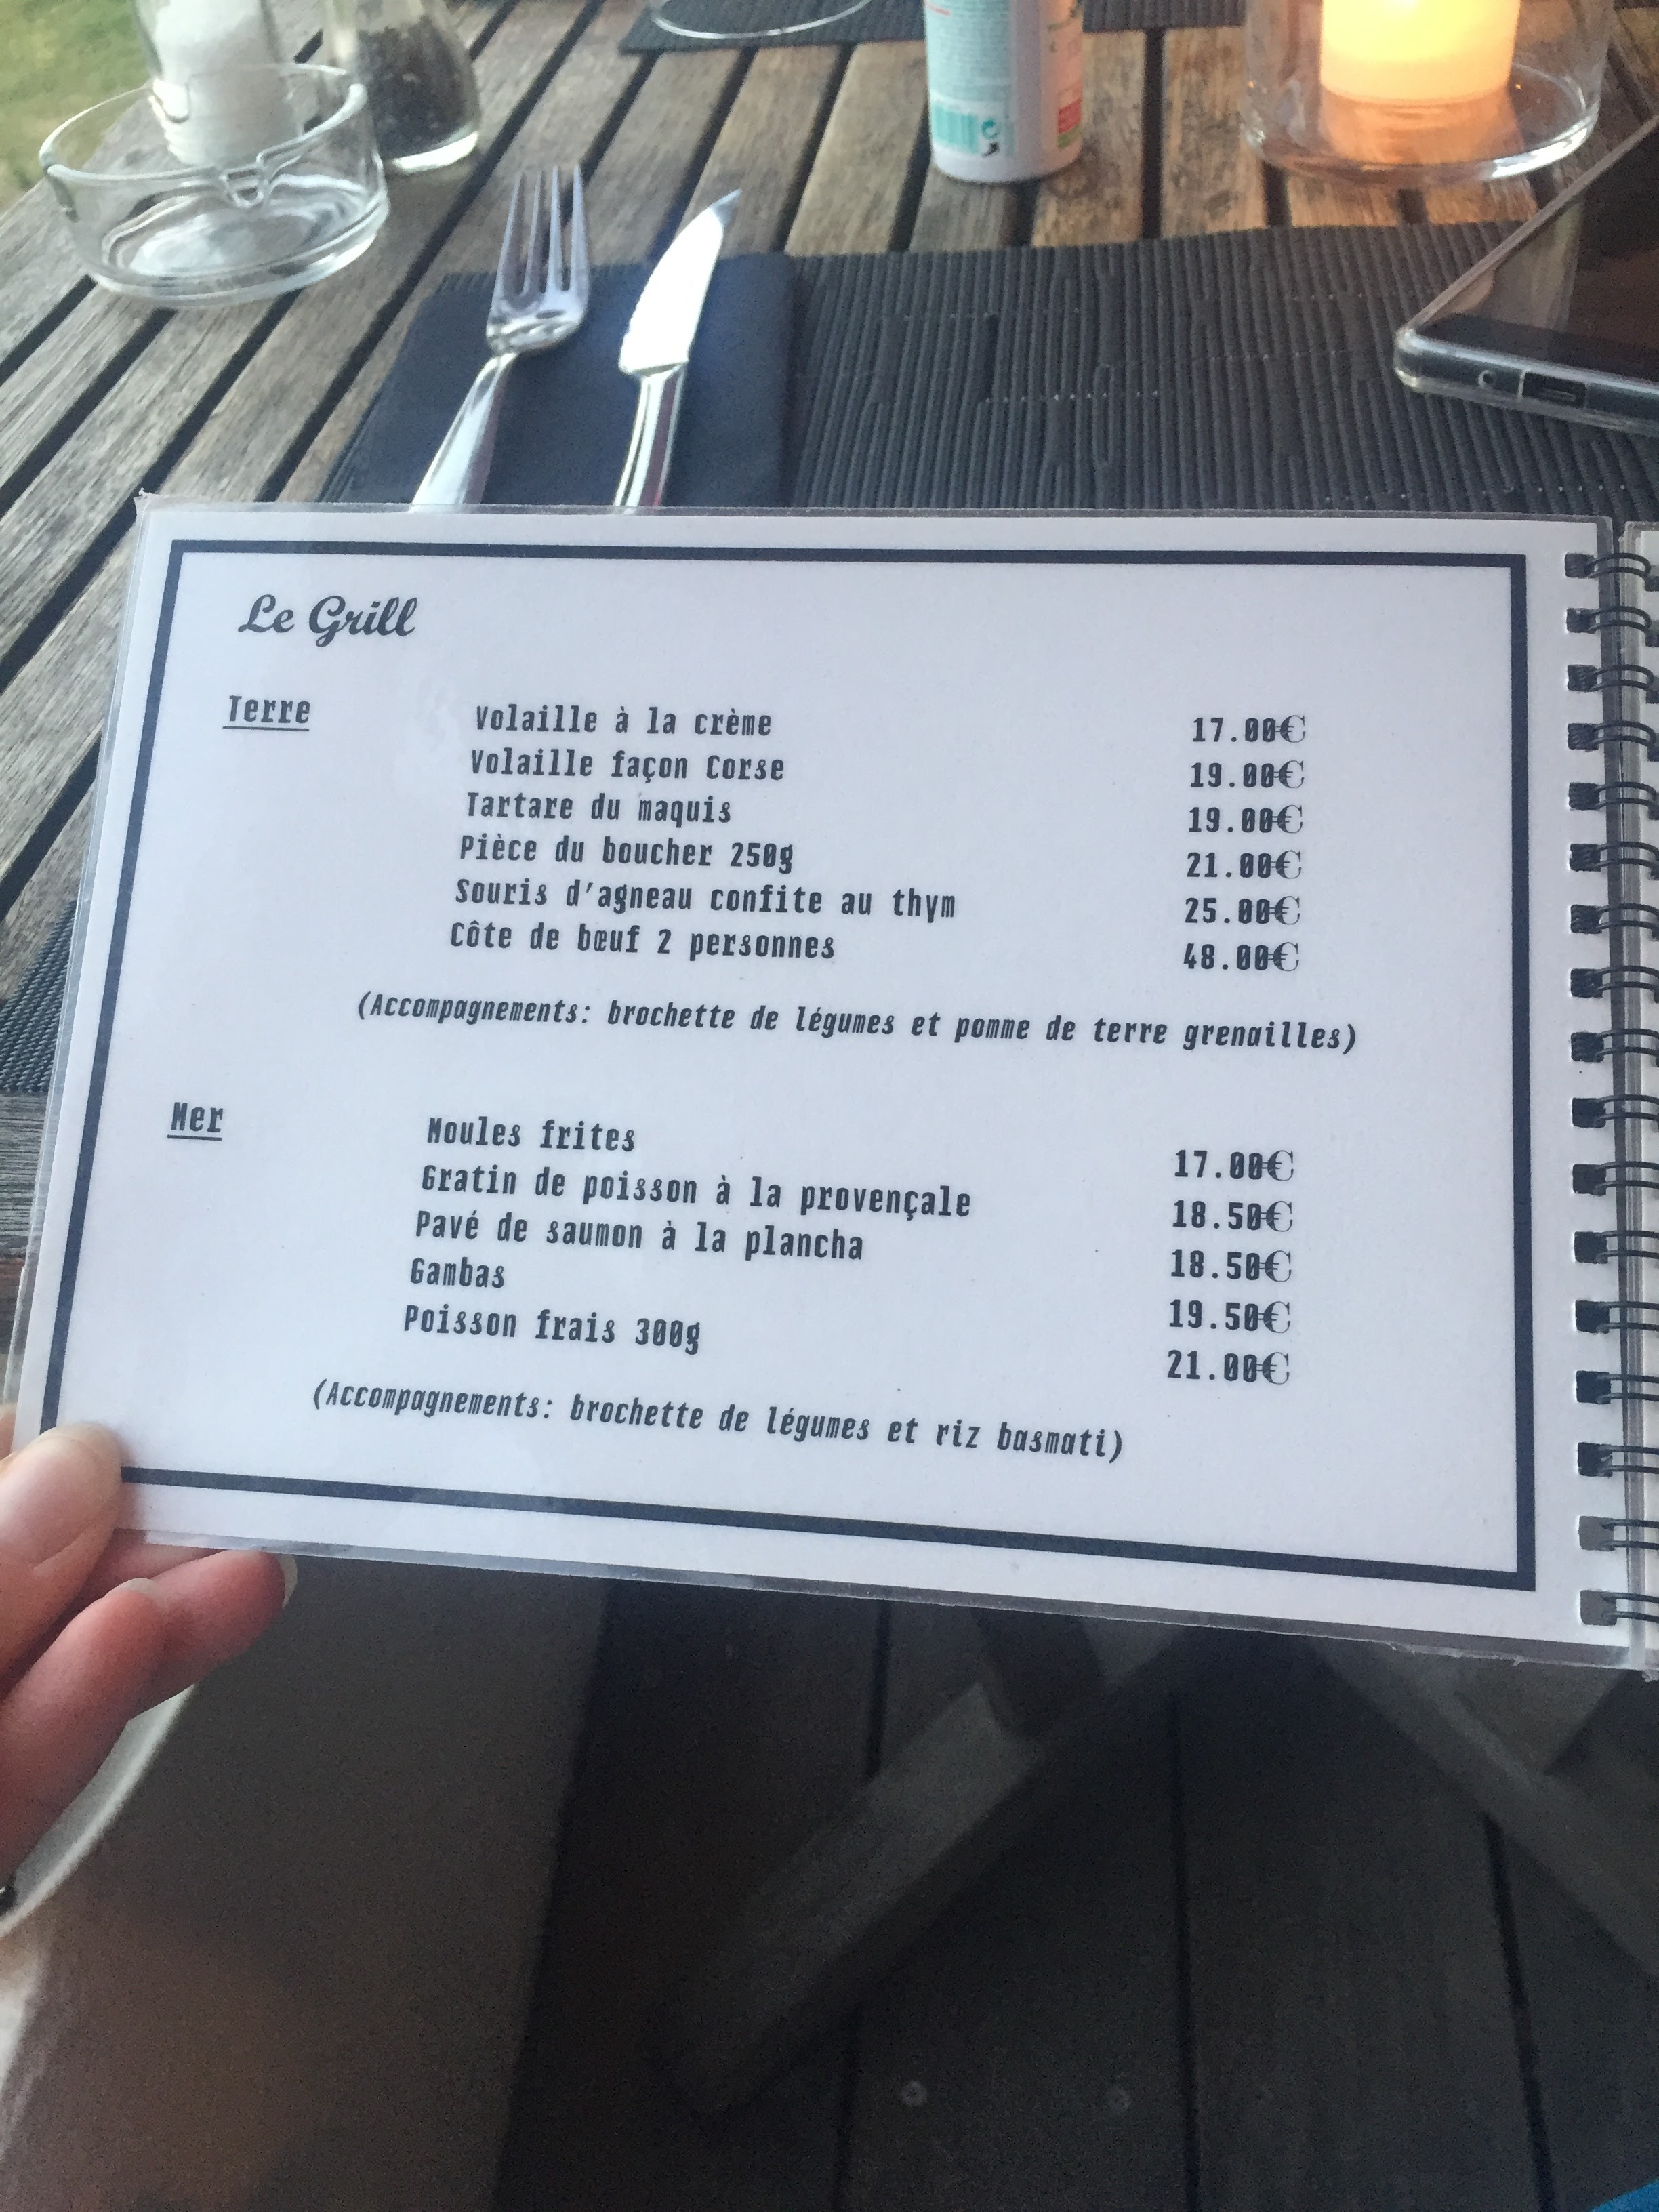 Le Grill
Terre
Volaille à la crème 17.00€
Volaille façon Corse 19.00€
Tartare du maquis 19.00€
Pièce du boucher 250g 21.00€
Souris d'agneau confite au thym 25.00€
Côte de bœuf 2 personnes 48.00€
(Accompagnements: brochette de légumes et pomme de terre grenailles)
Mer
Moules frites 17.00€
Gratin de poisson à la provençale 18.50€
Pavé de saumon à la plancha 18.50€
Gambas 19.50€
Poisson frais 300g 21.00€
(Accompagnements: brochette de légumes et riz basmati)